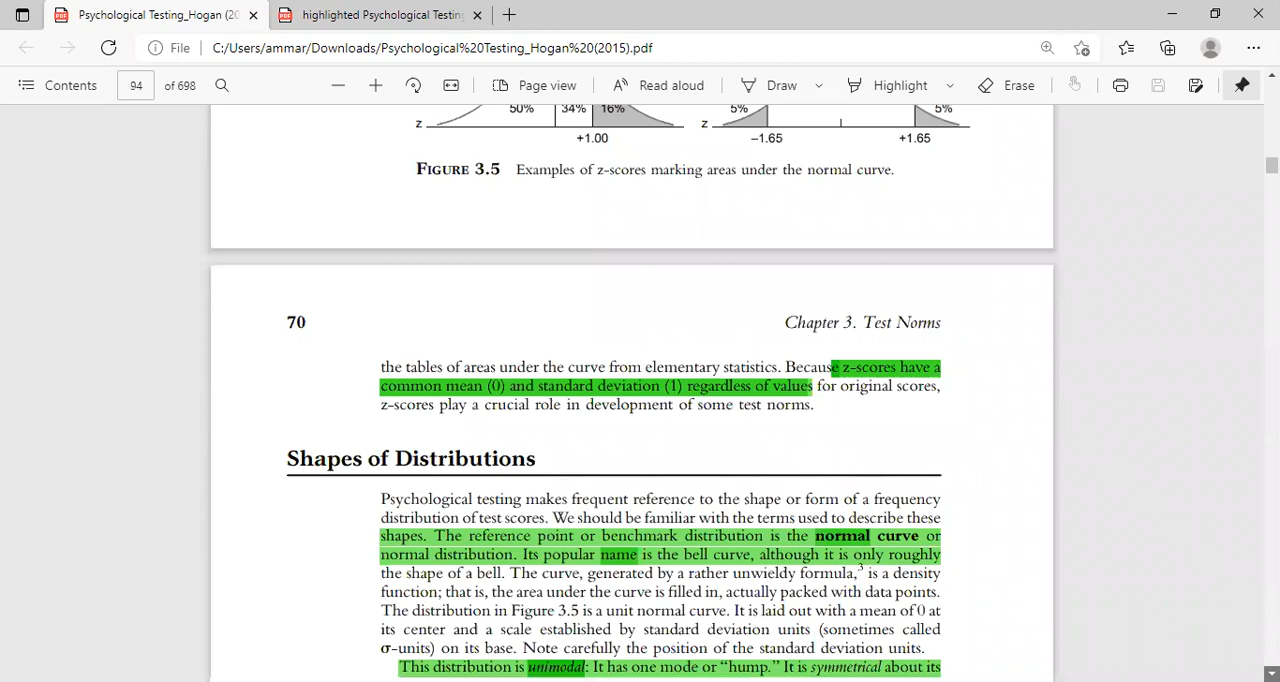 Psychological Testing_Hogan (20
highlighted Psychological Testing
File C:/Users/ammar/Downloads/Psychological%20Testing_Hogan%20(2015).pdf
Contents 94 of 698 Page view Read aloud Draw Highlight Erase
50% 34% 16% 5% 5%
z z
+1.00 −1.65 +1.65
FIGURE 3.5 Examples of z-scores marking areas under the normal curve.
70 Chapter 3. Test Norms
the tables of areas under the curve from elementary statistics. Because z-scores have a
common mean (0) and standard deviation (1) regardless of values for original scores,
z-scores play a crucial role in development of some test norms.
Shapes of Distributions
Psychological testing makes frequent reference to the shape or form of a frequency
distribution of test scores. We should be familiar with the terms used to describe these
shapes. The reference point or benchmark distribution is the normal curve or
normal distribution. Its popular name is the bell curve, although it is only roughly
the shape of a bell. The curve, generated by a rather unwieldy formula,3 is a density
function; that is, the area under the curve is filled in, actually packed with data points.
The distribution in Figure 3.5 is a unit normal curve. It is laid out with a mean of 0 at
its center and a scale established by standard deviation units (sometimes called
σ-units) on its base. Note carefully the position of the standard deviation units.
This distribution is unimodal: It has one mode or “hump.” It is symmetrical about its